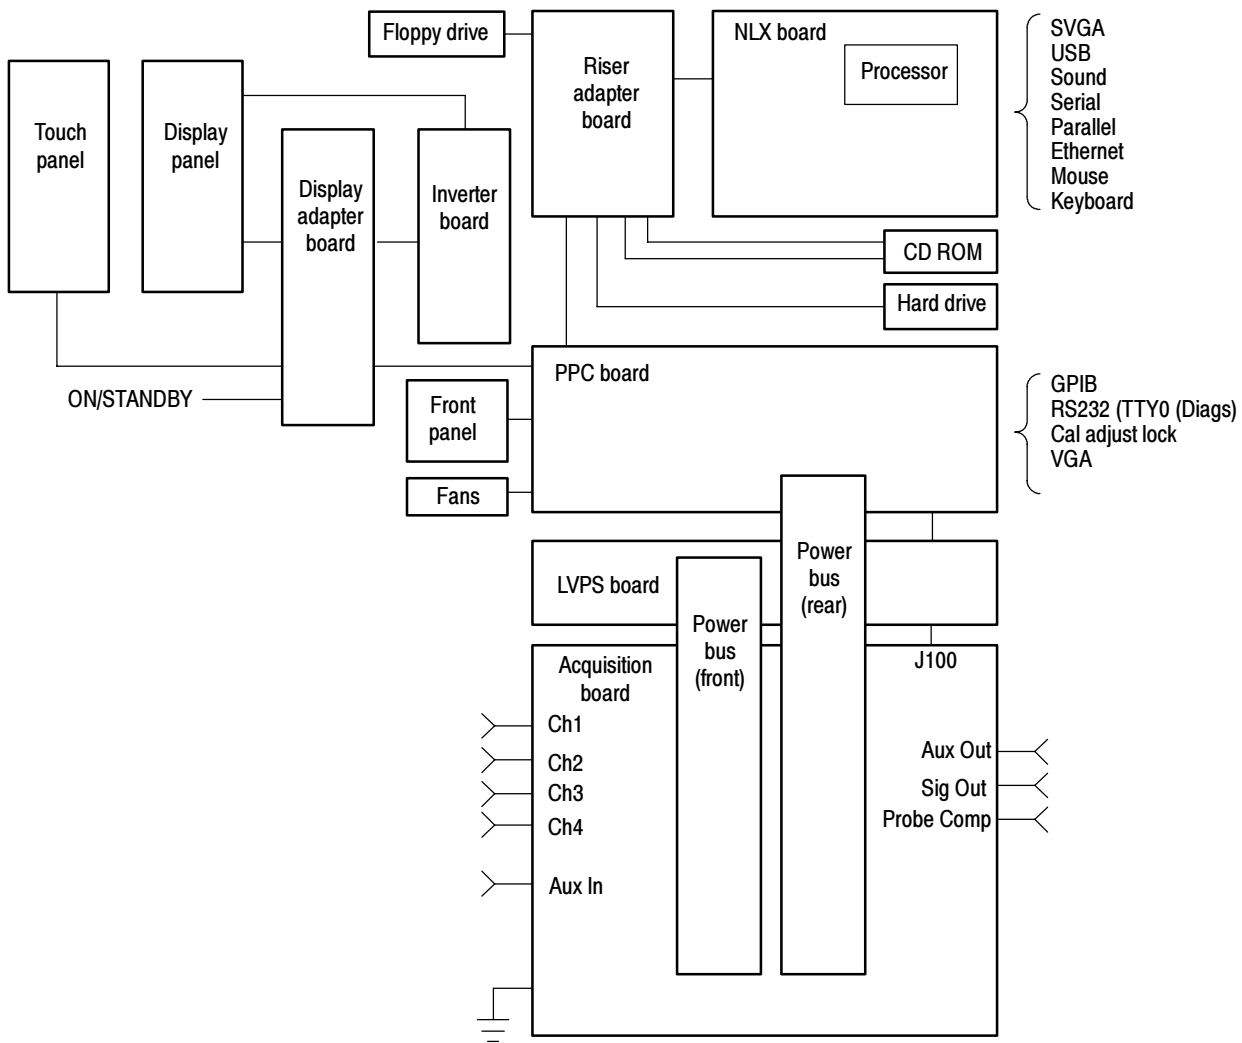 Floppy drive
Riser
adapter
board
NLX board
Processor
SVGA
USB
Sound
Serial
Parallel
Ethernet
Mouse
Keyboard
Touch
panel
Display
panel
Display
adapter
board
Inverter
board
CD ROM
Hard drive
ON/STANDBY
PPC board
Front
panel
Fans
GPIB
RS232 (TTY0 (Diags)
Cal adjust lock
VGA
LVPS board
Power
bus
(rear)
Power
bus
(front)
Acquisition
board
J100
Ch1
Ch2
Ch3
Ch4
Aux In
Aux Out
Sig Out
Probe Comp